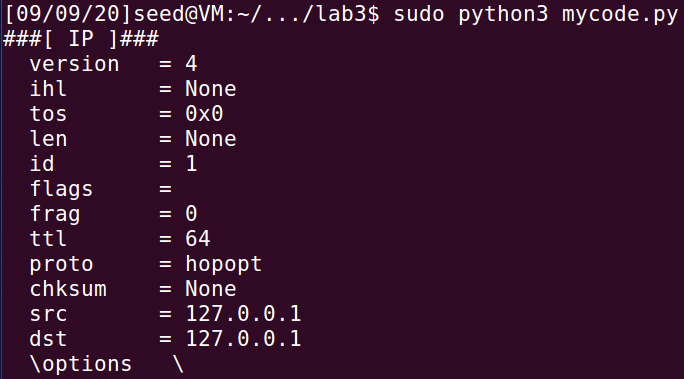 [09/09/20]seed@VM:~/.../lab3$ sudo python3 mycode.py
###[ IP ]###
  version   = 4
  ihl       = None
  tos       = 0x0
  len       = None
  id        = 1
  flags     =
  frag      = 0
  ttl       = 64
  proto     = hopopt
  chksum    = None
  src       = 127.0.0.1
  dst       = 127.0.0.1
  \options   \